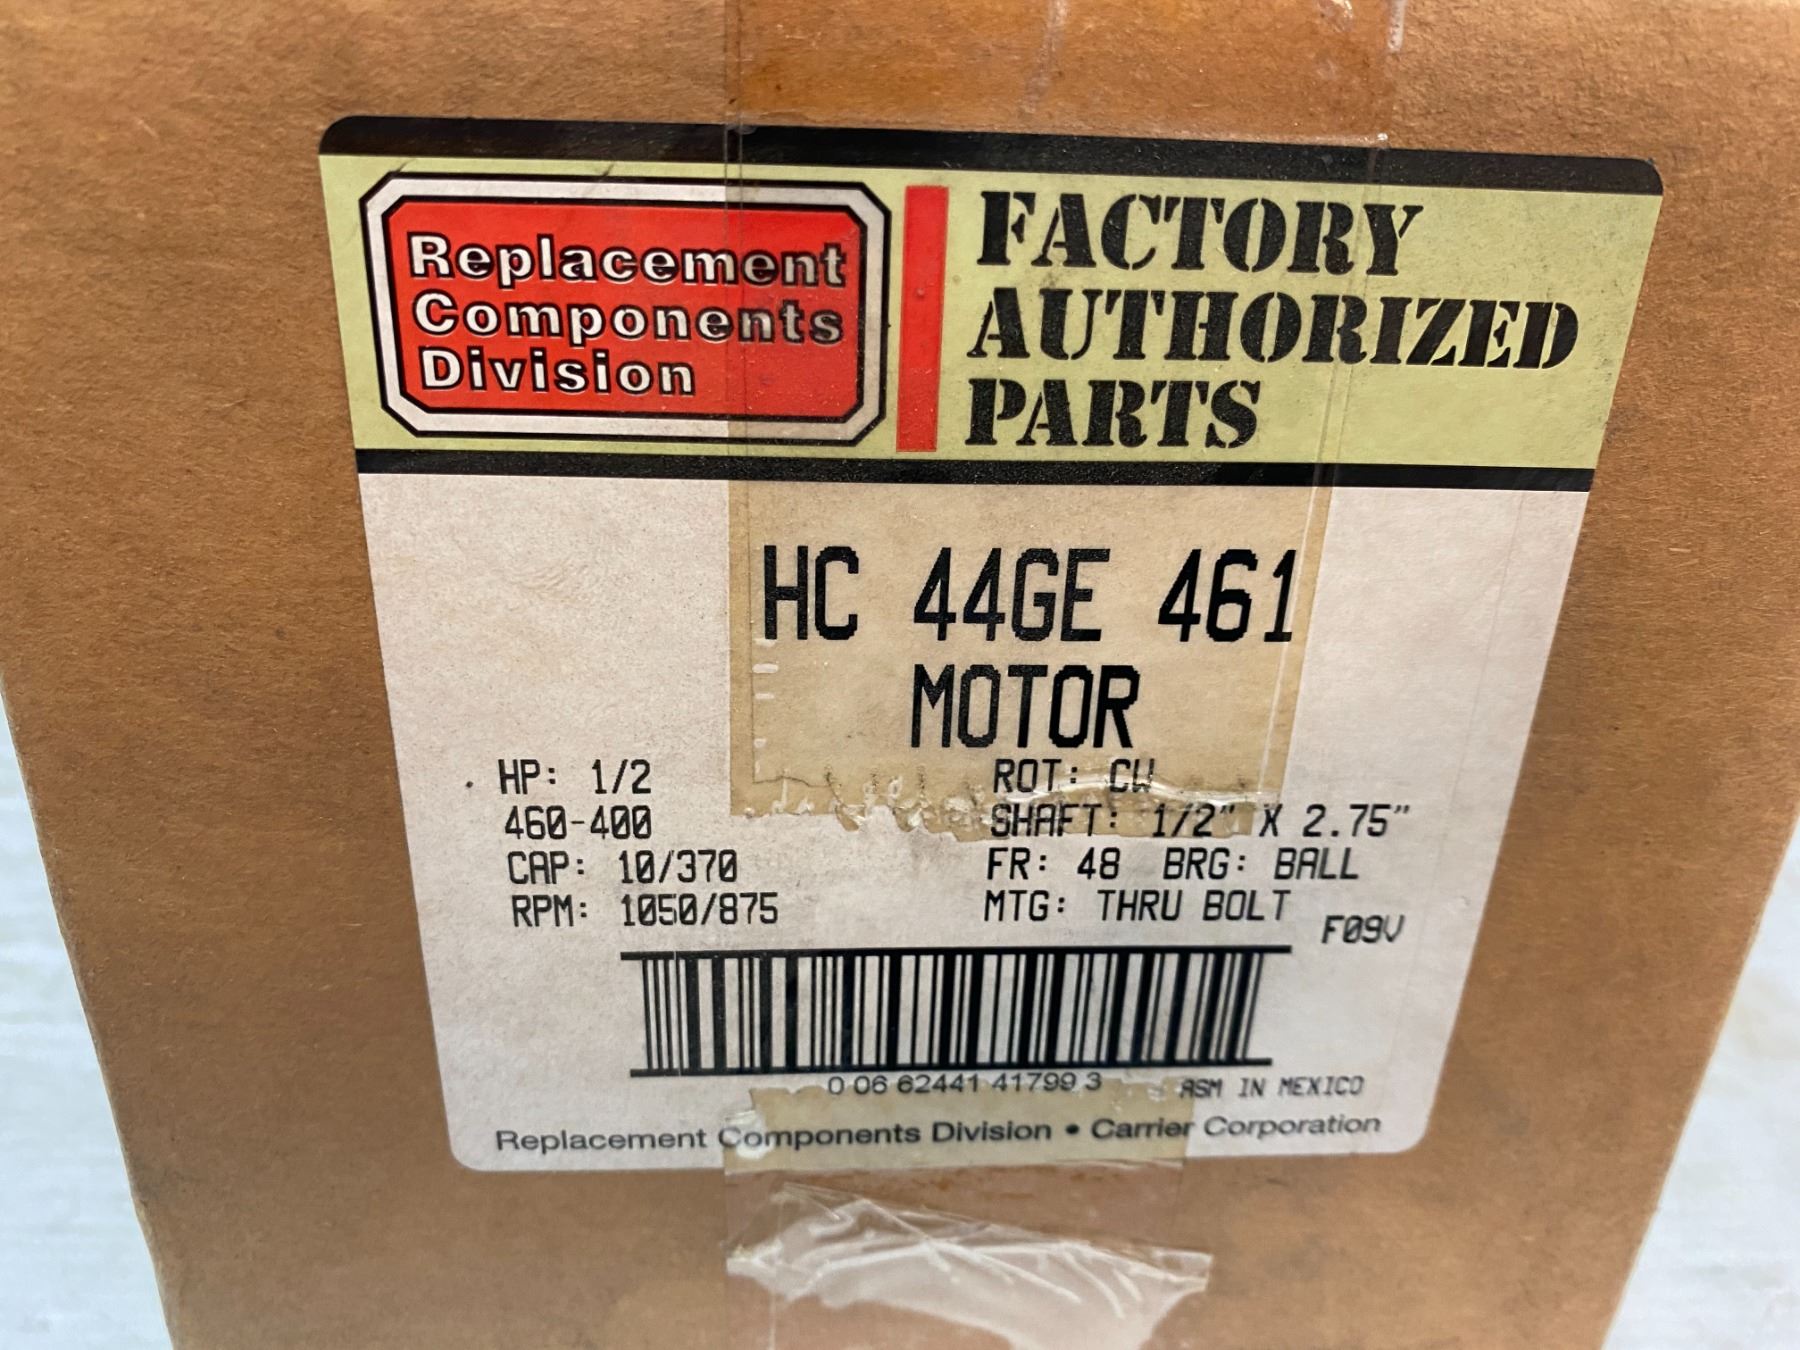 Replacement
Components
Division
FACTORY
AUTHORIZED
PARTS
HC 44GE 461
MOTOR
HP: 1/2
460-400
CAP: 10/370
RPM: 1050/875
ROT: CW
SHAFT: 1/2" X 2.75"
FR: 48 BRG: BALL
MTG: THRU BOLT
F09V
0 06 62441 41799 3
ASM IN MEXICO
Replacement Components Division • Carrier Corporation